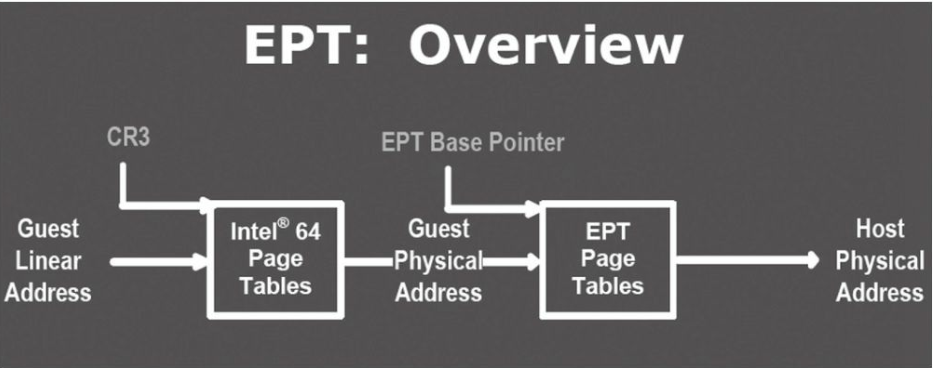 EPT: Overview
CR3
EPT Base Pointer
Guest
Linear
Address
Intel® 64
Page
Tables
Guest
Physical
Address
EPT
Page
Tables
Host
Physical
Address